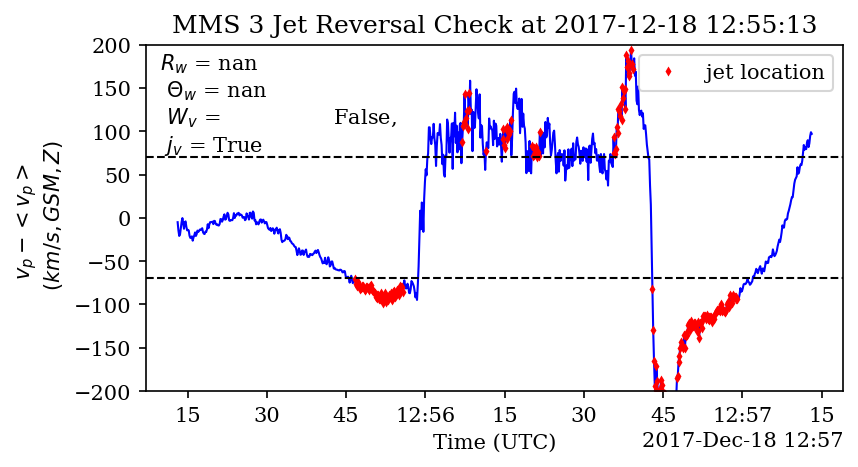 MMS 3 Jet Reversal Check at 2017-12-18 12:55:13
R_w = nan
Θ_w = nan
W_v = False,
j_v = True
jet location
v_p − < v_p >
(km/s, GSM, Z)
200
150
100
50
0
−50
−100
−150
−200
15 30 45 12:56 15 30 45 12:57 15
Time (UTC)
2017-Dec-18 12:57